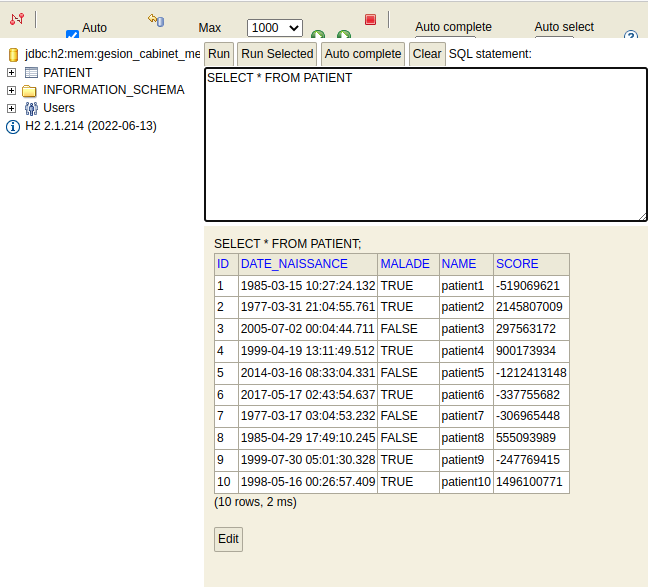 Auto
Max
1000
Auto complete
Auto select
jdbc:h2:mem:gesion_cabinet_me
PATIENT
INFORMATION_SCHEMA
Users
H2 2.1.214 (2022-06-13)
Run Run Selected Auto complete Clear SQL statement:
SELECT * FROM PATIENT
SELECT * FROM PATIENT;
ID DATE_NAISSANCE MALADE NAME SCORE
1 1985-03-15 10:27:24.132 TRUE patient1 -519069621
2 1977-03-31 21:04:55.761 TRUE patient2 2145807009
3 2005-07-02 00:04:44.711 FALSE patient3 297563172
4 1999-04-19 13:11:49.512 TRUE patient4 900173934
5 2014-03-16 08:33:04.331 FALSE patient5 -1212413148
6 2017-05-17 02:43:54.637 TRUE patient6 -337755682
7 1977-03-17 03:04:53.232 FALSE patient7 -306965448
8 1985-04-29 17:49:10.245 FALSE patient8 555093989
9 1999-07-30 05:01:30.328 TRUE patient9 -247769415
10 1998-05-16 00:26:57.409 TRUE patient10 1496100771
(10 rows, 2 ms)
Edit